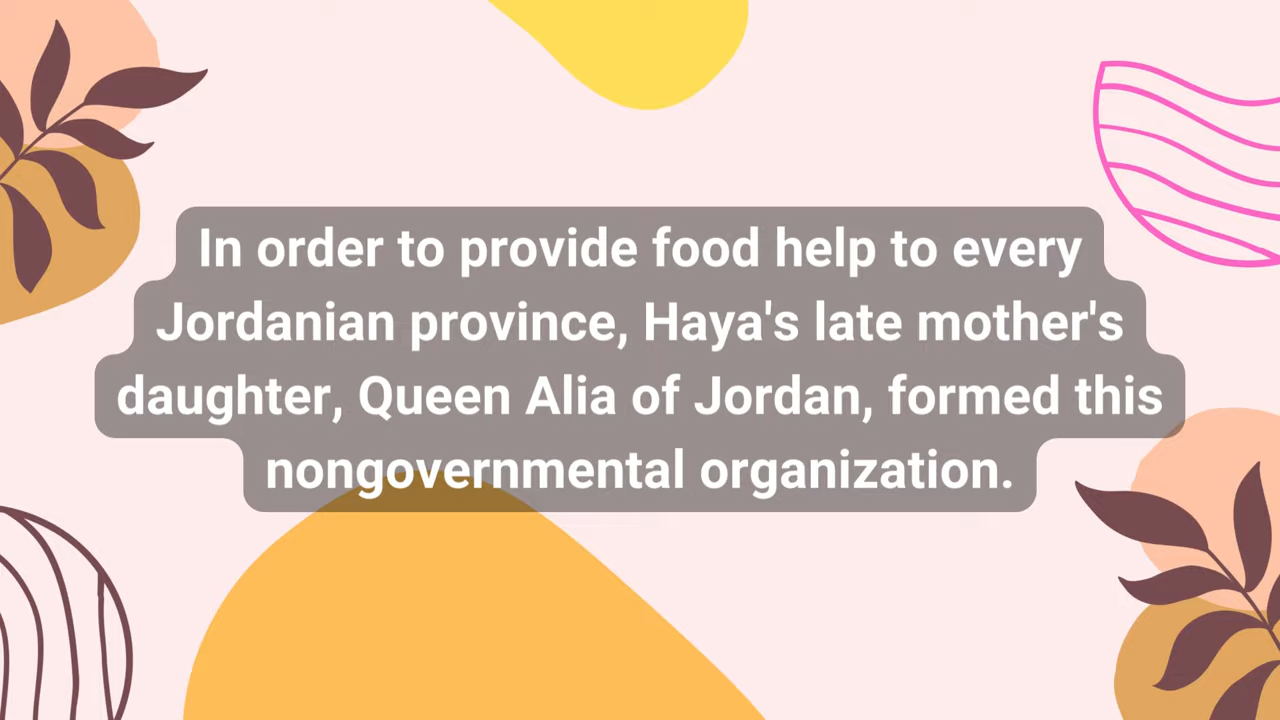 In order to provide food help to every
Jordanian province, Haya's late mother's
daughter, Queen Alia of Jordan, formed this
nongovernmental organization.